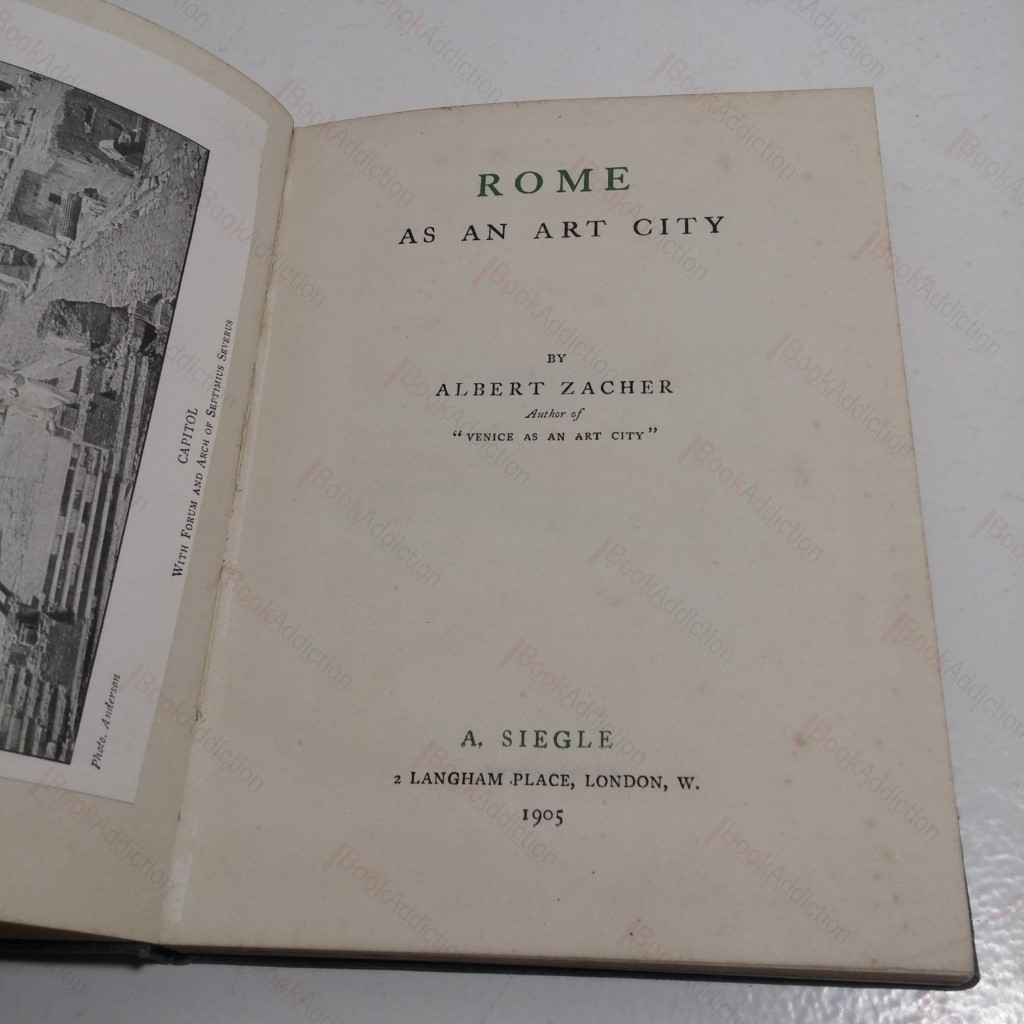 CAPITOL
WITH FORUM AND ARCH OF SEPTIMIUS SEVERUS
Photo. Anderson
ROME
AS AN ART CITY
BY
ALBERT ZACHER
Author of
“VENICE AS AN ART CITY”
A. SIEGLE
2 LANGHAM PLACE, LONDON, W.
1905
BookAddiction